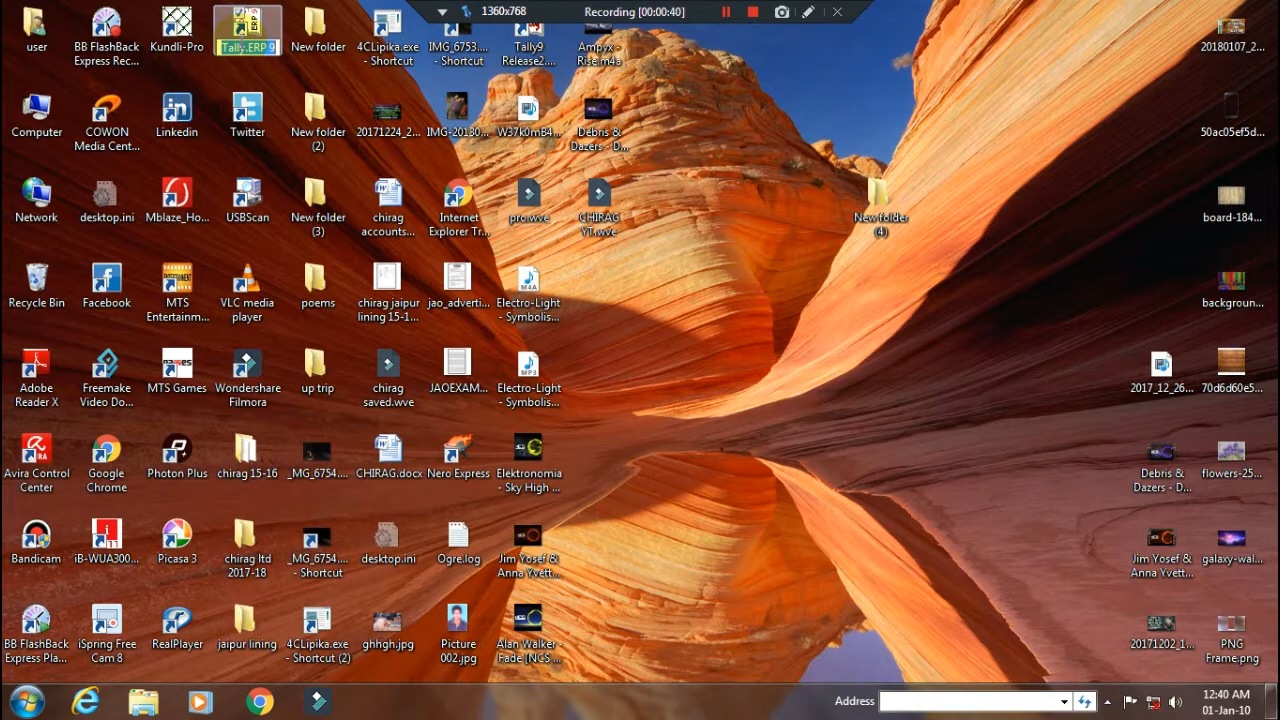 1360x768
Recording [00:00:40]
user
BB FlashBack
Express Rec...
Kundli-Pro
Tally.ERP 9
New folder
4CLipika.exe
- Shortcut
IMG_6753....
- Shortcut
Tally9
Release2....
Ampyx -
Rise.m4a
20180107_2...
Computer
COWON
Media Cent...
Linkedin
Twitter
New folder
(2)
20171224_2...
IMG-20180...
W37k0mB4...
Debris &
Dazers - D...
50ac05ef5d...
Network
desktop.ini
Mblaze_Ho...
USBScan
New folder
(3)
chirag
accounts...
Internet
Explorer Tr...
pro.wve
CHIRAG
YT.wve
New folder
(4)
board-184...
Recycle Bin
Facebook
MTS
Entertainm...
VLC media
player
poems
chirag jaipur
lining 15-1...
jao_adverti...
M4A
Electro-Light
- Symbolis...
backgroun...
Adobe
Reader X
Freemake
Video Do...
games
MTS Games
Wondershare
Filmora
up trip
chirag
saved.wve
JAOEXAM...
MP3
Electro-Light
- Symbolis...
2017_12_26...
70d6d60e5...
Avira Control
Center
Google
Chrome
Photon Plus
chirag 15-16
_MG_6754....
CHIRAG.docx
Nero Express
Elektronomia
- Sky High ...
Debris &
Dazers - D...
flowers-25...
Bandicam
iB-WUA300...
Picasa 3
chirag ltd
2017-18
_MG_6754....
- Shortcut
desktop.ini
Ogre.log
Jim Yosef &
Anna Yvett...
Jim Yosef &
Anna Yvett...
galaxy-wal...
BB FlashBack
Express Pla...
iSpring Free
Cam 8
RealPlayer
jaipur lining
4CLipika.exe
- Shortcut (2)
ghhgh.jpg
Picture
002.jpg
Alan Walker -
Fade [NCS ...
20171202_1...
PNG
Frame.png
Address
12:40 AM
01-Jan-10